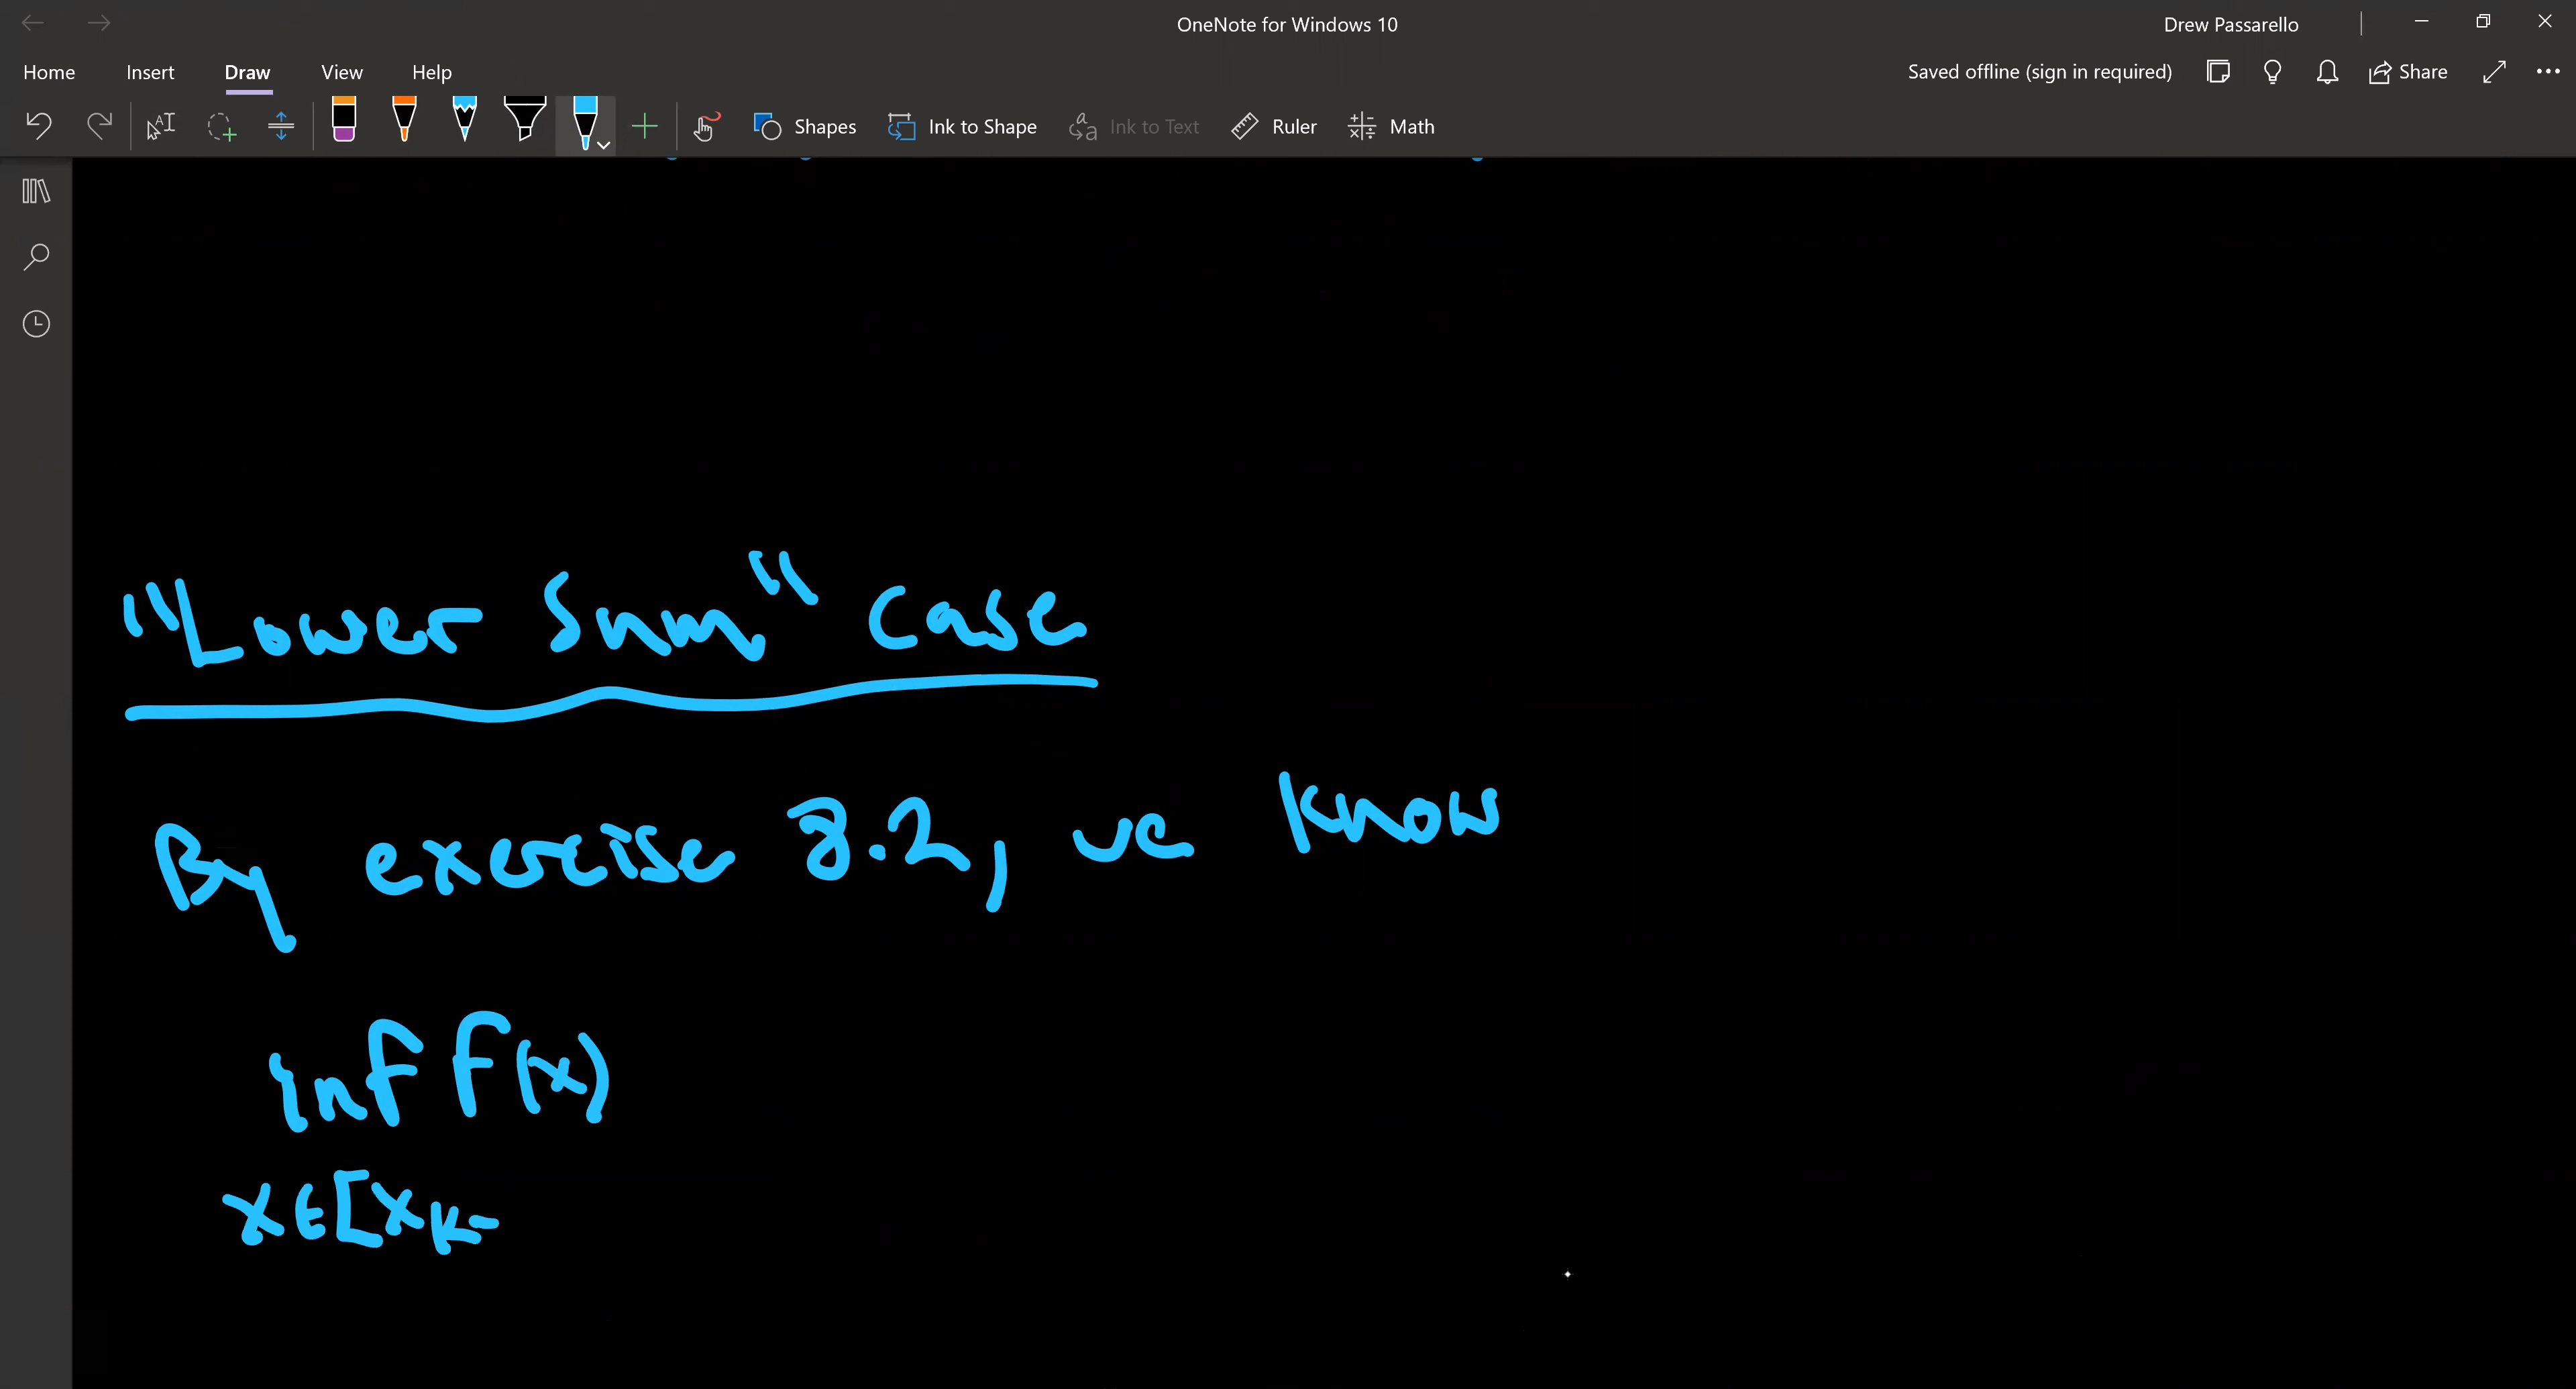 OneNote for Windows 10
Drew Passarello
Home Insert Draw View Help
Saved offline (sign in required) Share
Shapes Ink to Shape Ink to Text Ruler Math
"Lower Sum" Case
By exercise 8.2, we know
inf f(x)
x∈[x_k-